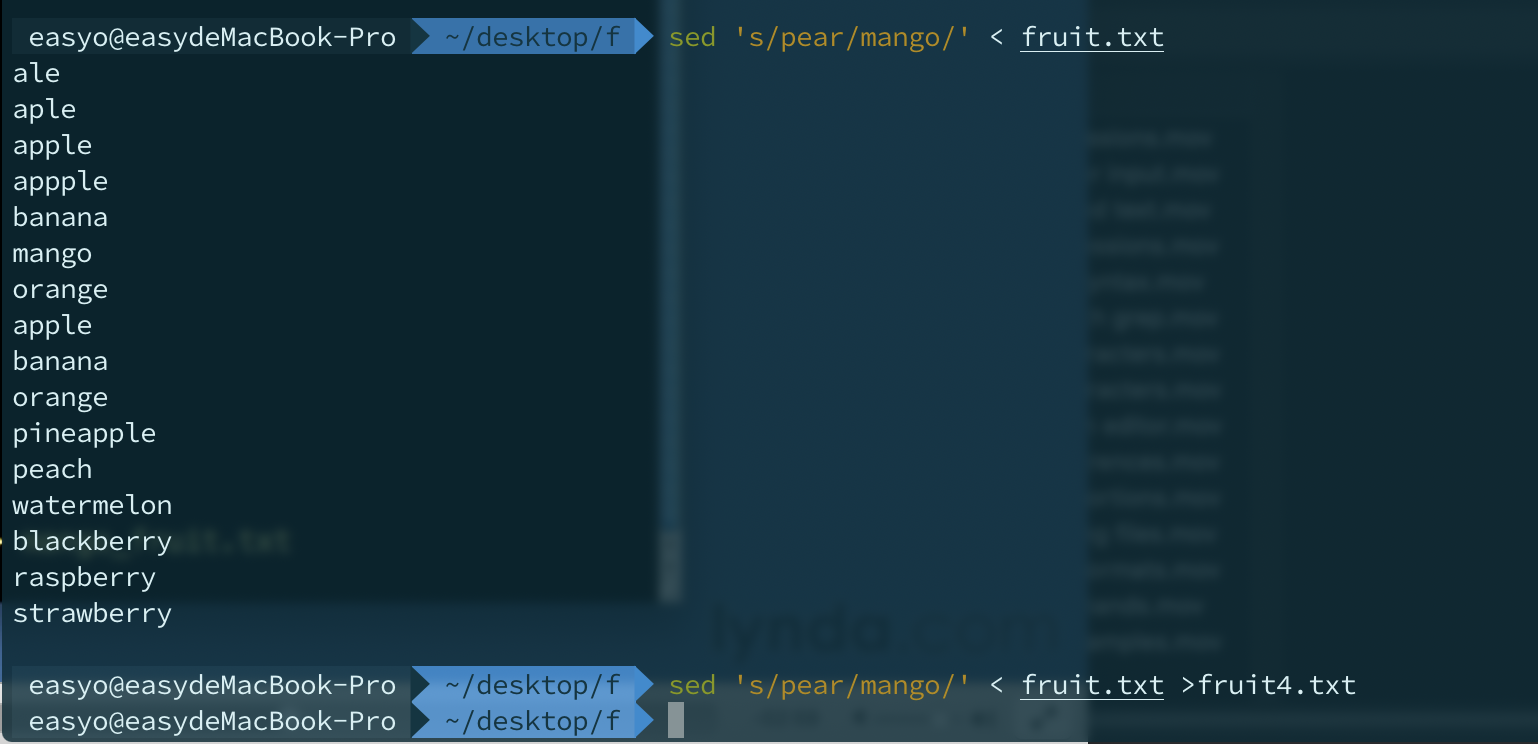 easyo@easydeMacBook-Pro ~/desktop/f sed 's/pear/mango/' < fruit.txt
ale
aple
apple
appple
banana
mango
orange
apple
banana
orange
pineapple
peach
watermelon
blackberry
raspberry
strawberry
lynda.com
easyo@easydeMacBook-Pro ~/desktop/f sed 's/pear/mango/' < fruit.txt >fruit4.txt
easyo@easydeMacBook-Pro ~/desktop/f